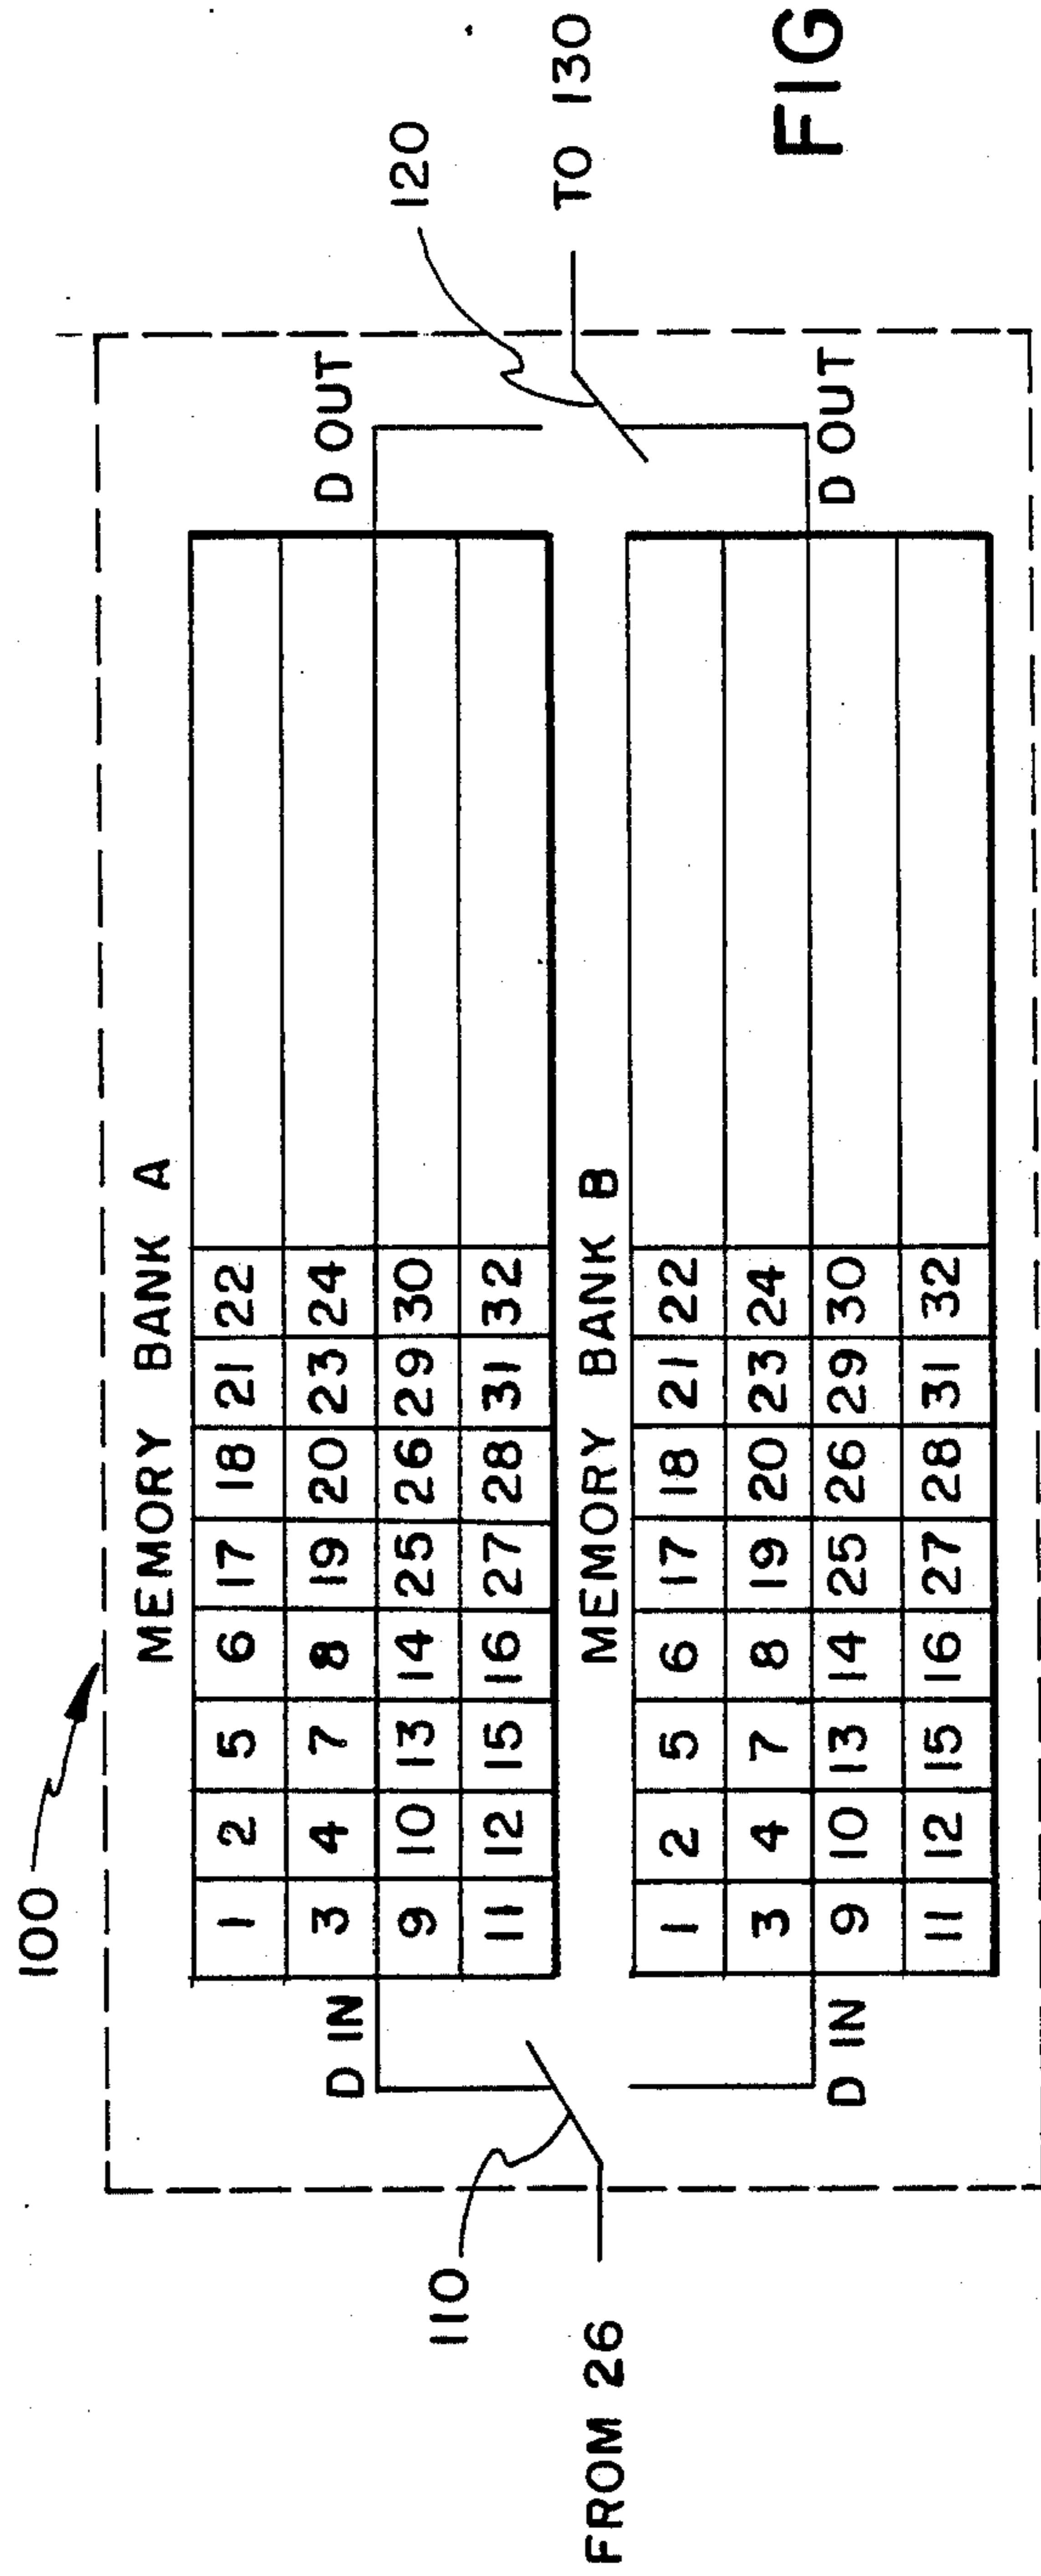 100
MEMORY BANK A
1 2 5 6 17 18 21 22
3 4 7 8 19 20 23 24
9 10 13 14 25 26 29 30
11 12 15 16 27 28 31 32
D IN
D OUT
110
120
FROM 26
TO 130
MEMORY BANK B
1 2 5 6 17 18 21 22
3 4 7 8 19 20 23 24
9 10 13 14 25 26 29 30
11 12 15 16 27 28 31 32
D IN
D OUT
FIG